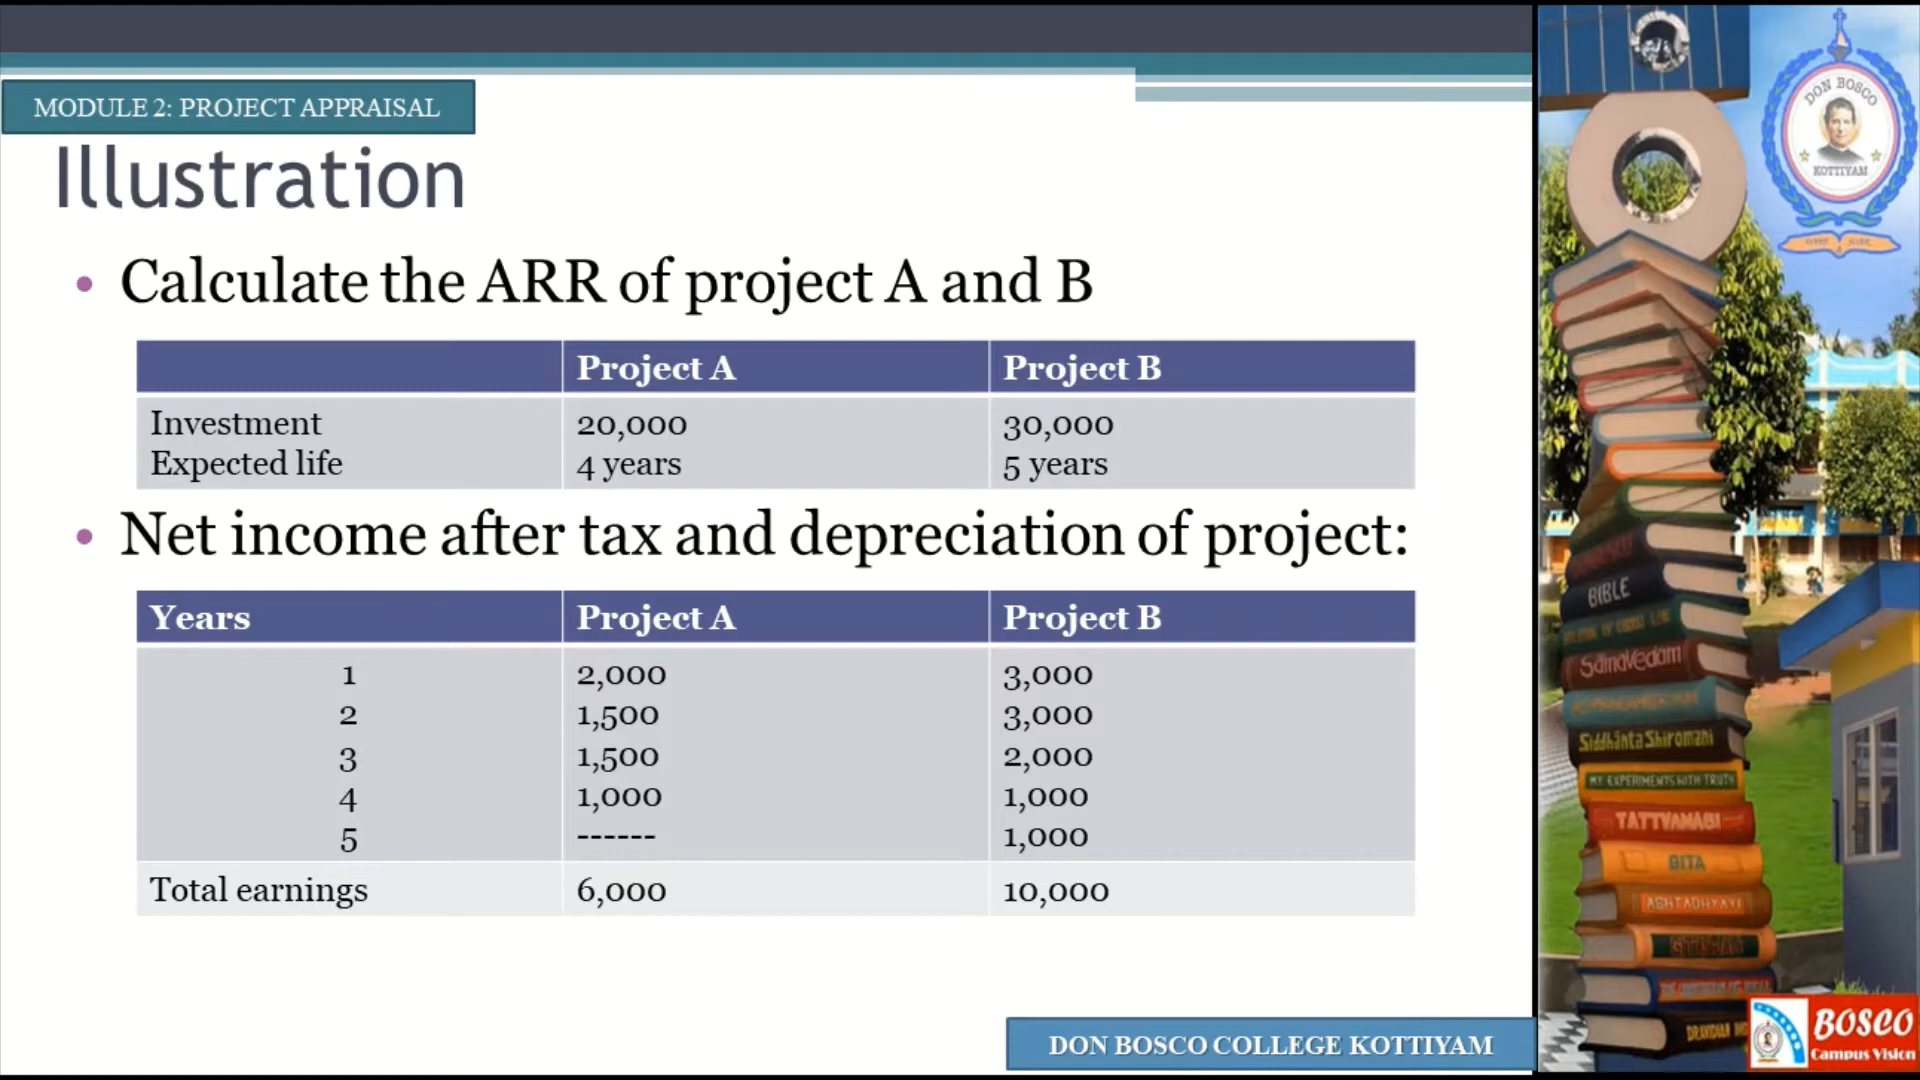 MODULE 2: PROJECT APPRAISAL
Illustration
• Calculate the ARR of project A and B
Project A Project B
Investment 20,000 30,000
Expected life 4 years 5 years
• Net income after tax and depreciation of project:
Years Project A Project B
1 2,000 3,000
2 1,500 3,000
3 1,500 2,000
4 1,000 1,000
5 ------ 1,000
Total earnings 6,000 10,000
DON BOSCO COLLEGE KOTTIYAM
DON BOSCO
KOTTIYAM
BIBLE
SamaVedam
Siddhânta Shiromani
MY EXPERIMENTS WITH TRUTH
TATTVAMASI
GITA
ASHTADHYAYI
BOSCO
Campus Vision